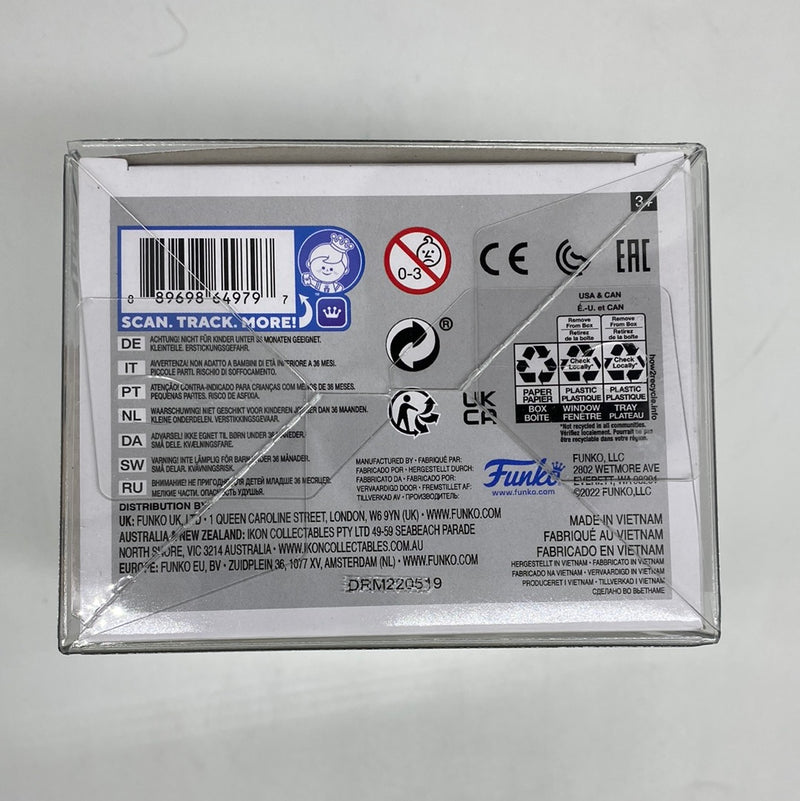 3+
8 89698 64979 7
SCAN. TRACK. MORE!
0-3
CE
EAC
®
UK
CA
USA & CAN
É.-U. et CAN
Remove From Box
Retirez de la boîte
Remove From Box
Retirez de la boîte
Check Locally*
Check Locally*
PAPER
PAPIER
PLASTIC
PLASTIQUE
PLASTIC
PLASTIQUE
BOX
BOÎTE
WINDOW
FENÊTRE
TRAY
PLATEAU
*Not recycled in all communities.
Vérifiez localement. Pourrait ne pas
être recyclable dans votre région.
how2recycle.info
DE ACHTUNG! NICHT FÜR KINDER UNTER 36 MONATEN GEEIGNET.
KLEINTEILE. ERSTICKUNGSGEFAHR.
IT AVVERTENZA! NON ADATTO A BAMBINI DI ETÀ INFERIORE A 36 MESI.
PICCOLE PARTI. RISCHIO DI SOFFOCAMENTO.
PT ATENÇÃO! CONTRA-INDICADO PARA CRIANÇAS COM MENOS DE 36 MESES.
PEQUENAS PARTES. RISCO DE ASFIXIA.
NL WAARSCHUWING! NIET GESCHIKT VOOR KINDEREN JONGER DAN 36 MAANDEN.
KLEINE ONDERDELEN. VERSTIKKINGSGEVAAR.
DA ADVARSEL! IKKE EGNET TIL BØRN UNDER 36 MÅNEDER.
SMÅ DELE. KVÆLNINGSFARE.
SW VARNING! INTE LÄMPLIG FÖR BARN UNDER 36 MÅNADER.
SMÅ DELAR. KVÄVNINGSRISK.
RU ВНИМАНИЕ! НЕ ПРИГОДНО ДЛЯ ДЕТЕЙ МЛАДШЕ 36 МЕСЯЦЕВ.
МЕЛКИЕ ЧАСТИ. ОПАСНОСТЬ УДУШЬЯ.
MANUFACTURED BY • FABRIQUÉ PAR:
FABRICADO POR • HERGESTELLT DURCH:
FABRICATO DA • FABRICADO POR:
VERVAARDIGD DOOR • FREMSTILLET AF:
TILLVERKAD AV • ПРОИЗВОДИТЕЛЬ:
Funko
www.funko.com
FUNKO, LLC
2802 WETMORE AVE
EVERETT, WA 98201
©2022 FUNKO,LLC
DISTRIBUTION BY
UK: FUNKO UK, LTD • 1 QUEEN CAROLINE STREET, LONDON, W6 9YN (UK) • WWW.FUNKO.COM
AUSTRALIA & NEW ZEALAND: IKON COLLECTABLES PTY LTD 49-59 SEABEACH PARADE
NORTH SHORE, VIC 3214 AUSTRALIA • WWW.IKONCOLLECTABLES.COM.AU
EUROPE: FUNKO EU, BV • ZUIDPLEIN 36, 1077 XV, AMSTERDAM (NL) • WWW.FUNKO.COM
DRM220519
MADE IN VIETNAM
FABRIQUÉ AU VIETNAM
FABRICADO EN VIETNAM
HERGESTELLT IN VIETNAM • FABBRICATO IN VIETNAM
FABRICADO NA VIETNAM • VERVAARDIGD IN VIETNAM
PRODUCERET I VIETNAM • TILLVERKAD I VIETNAM
СДЕЛАНО ВО ВЬЕТНАМЕ